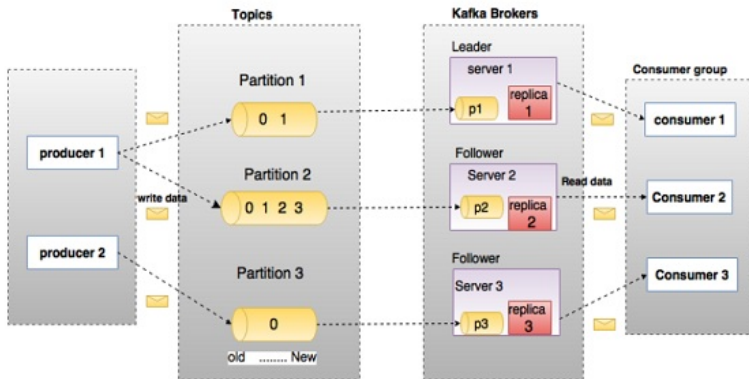 Topics
Kafka Brokers
Leader
server 1
Consumer group
Partition 1
p1
replica
1
0 1
consumer 1
producer 1
Partition 2
Follower
Server 2
Read data
write data
0 1 2 3
p2
replica
2
Consumer 2
producer 2
Partition 3
Follower
Server 3
Consumer 3
0
p3
replica
3
old ........ New